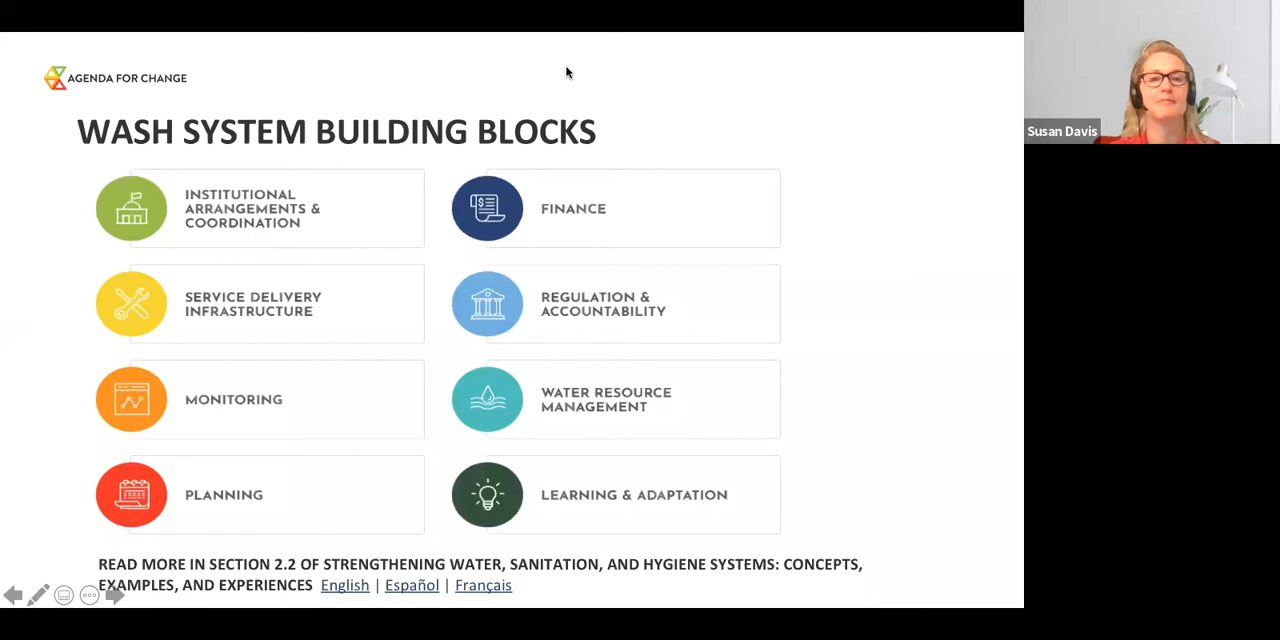 AGENDA FOR CHANGE
WASH SYSTEM BUILDING BLOCKS
INSTITUTIONAL
ARRANGEMENTS &
COORDINATION
FINANCE
SERVICE DELIVERY
INFRASTRUCTURE
REGULATION &
ACCOUNTABILITY
MONITORING
WATER RESOURCE
MANAGEMENT
PLANNING
LEARNING & ADAPTATION
READ MORE IN SECTION 2.2 OF STRENGTHENING WATER, SANITATION, AND HYGIENE SYSTEMS: CONCEPTS,
EXAMPLES, AND EXPERIENCES English | Español | Français
Susan Davis